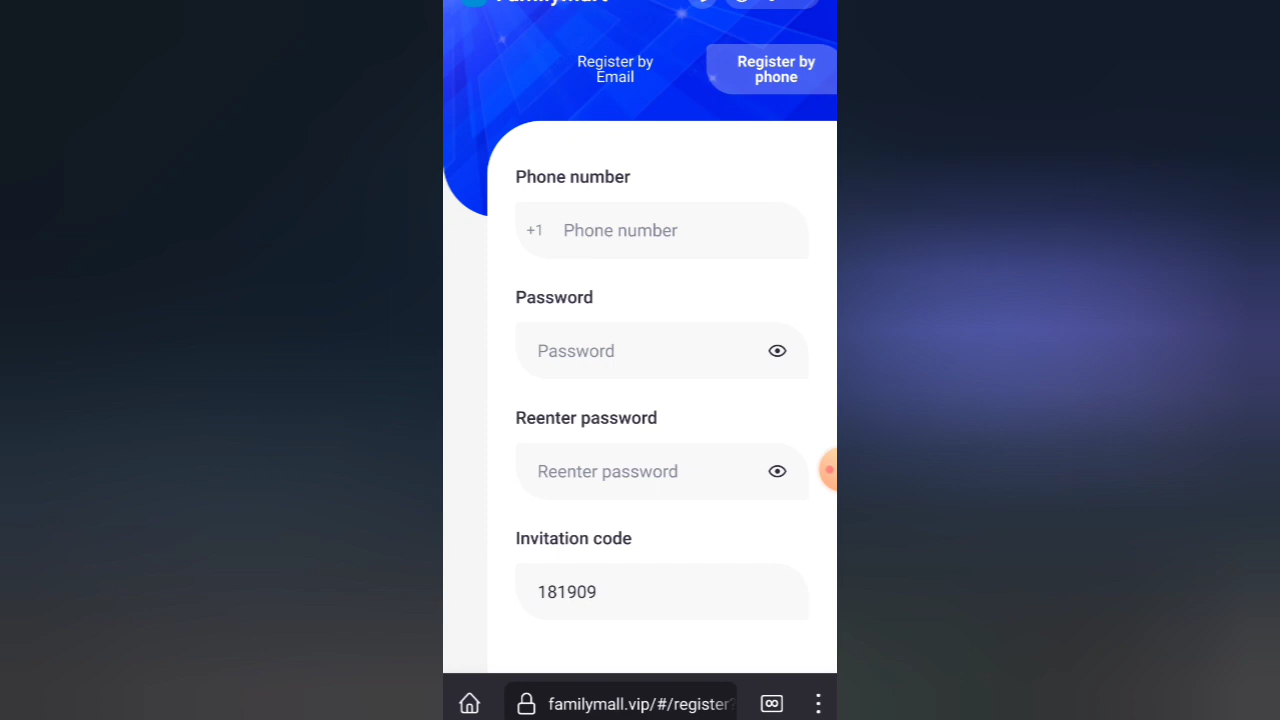 Familymart
Register by
Email
Register by
phone
Phone number
+1 Phone number
Password
Password
Reenter password
Reenter password
Invitation code
181909
familymall.vip/#/register?